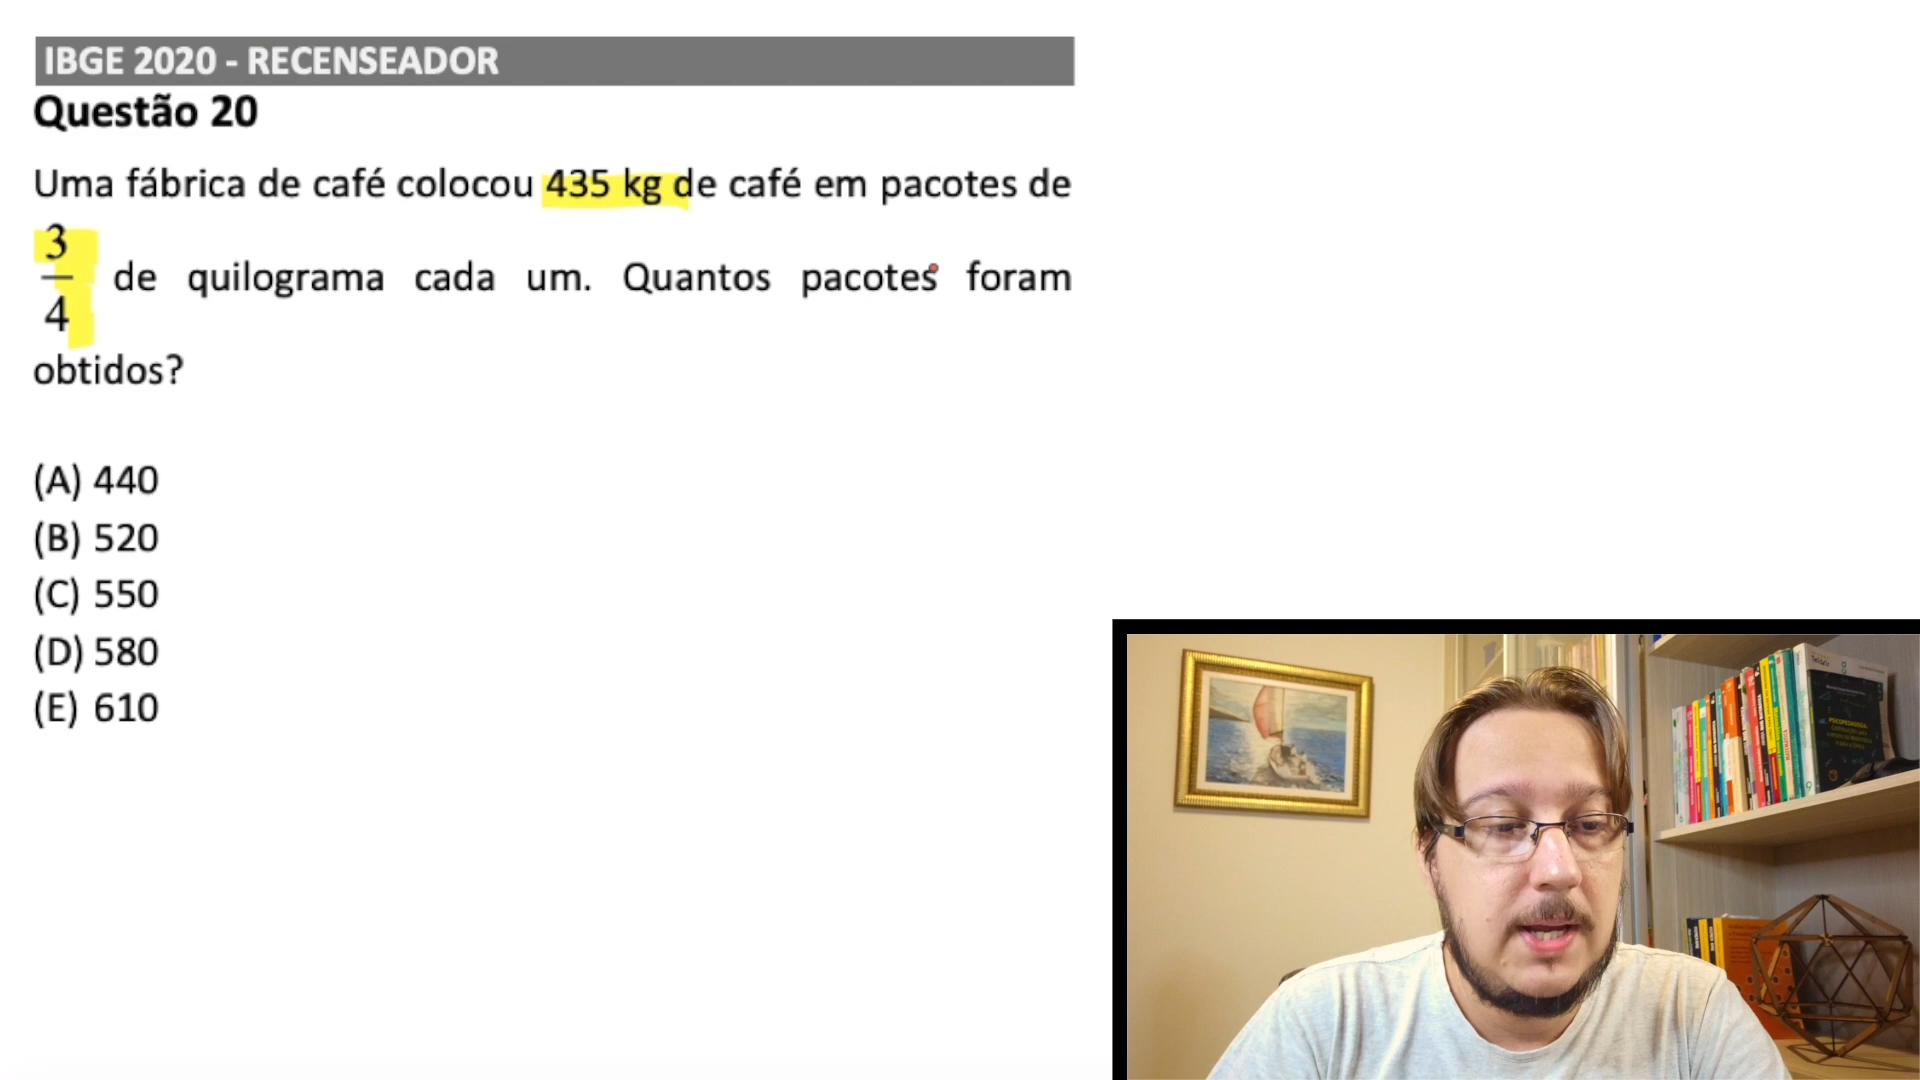 IBGE 2020 - RECENSEADOR
Questão 20
Uma fábrica de café colocou 435 kg de café em pacotes de
3
4
de quilograma cada um. Quantos pacotes foram
obtidos?
(A) 440
(B) 520
(C) 550
(D) 580
(E) 610
PSICOPEDAGOGIA